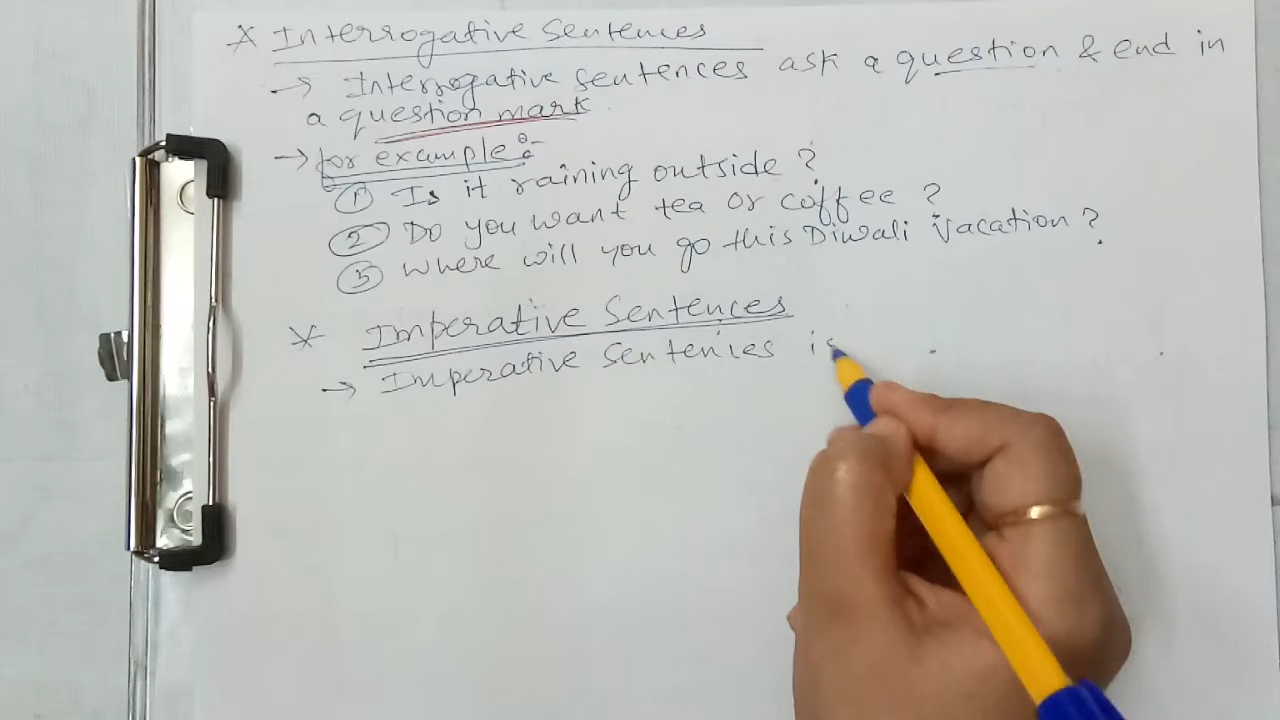 * Interrogative Sentences
→ Interrogative sentences ask a question & end in
a question mark
→ for example :-
① Is it raining outside ?
② Do you want tea or coffee ?
③ Where will you go this Diwali vacation ?
* Imperative Sentences
→ Imperative sentences is